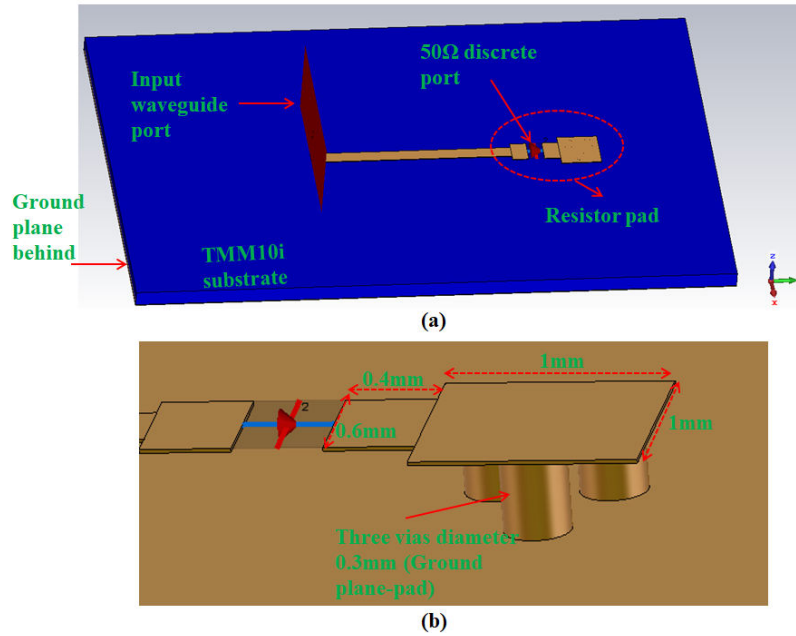 50Ω discrete
port
Input
waveguide
port
Ground
plane
behind
Resistor pad
TMM10i
substrate
z
x
(a)
1mm
0.4mm
2
0.6mm
1mm
Three vias diameter
0.3mm (Ground
plane-pad)
(b)